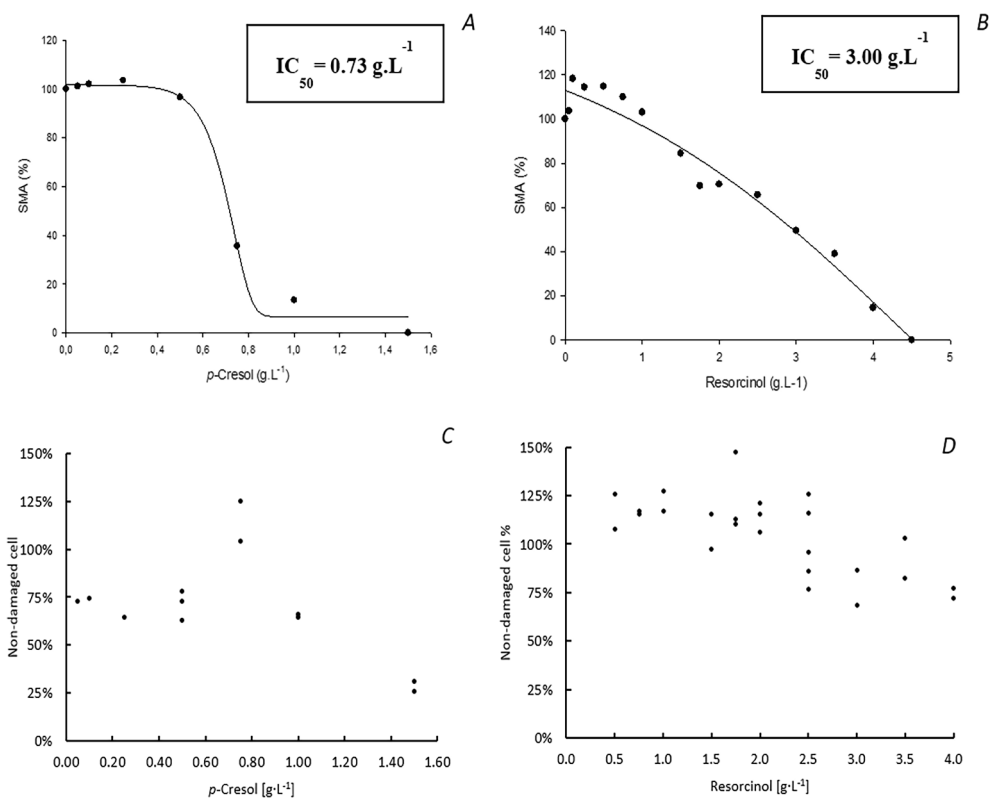 A
IC50 = 0.73 g.L-1
SMA (%)
120
100
80
60
40
20
0
0,0 0,2 0,4 0,6 0,8 1,0 1,2 1,4 1,6
p-Cresol (g.L-1)
B
IC50 = 3.00 g.L-1
SMA (%)
140
120
100
80
60
40
20
0
0 1 2 3 4 5
Resorcinol (g.L-1)
C
Non-damaged cell
150%
125%
100%
75%
50%
25%
0%
0.00 0.20 0.40 0.60 0.80 1.00 1.20 1.40 1.60
p-Cresol [g·L-1]
D
Non-damaged cell %
150%
125%
100%
75%
50%
25%
0%
0.0 0.5 1.0 1.5 2.0 2.5 3.0 3.5 4.0
Resorcinol [g·L-1]